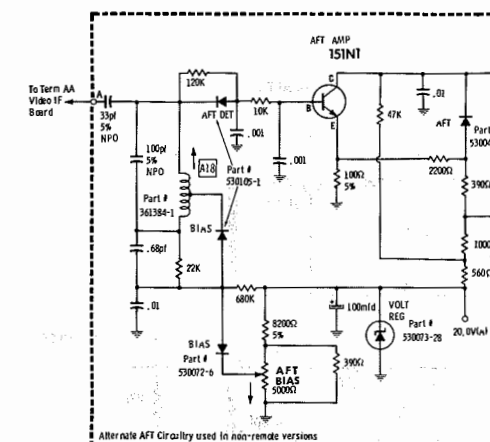 AFT AMP
151NT
120K
C
To Term AA
Video IF
Board
A
33pf
5%
NPO
AFT DET
10K
B
E
.01
47K
AFT
Part
53004
.001
.001
100pf
5%
NPO
A18
Part #
530105-1
100Ω
5%
2200Ω
390Ω
Part #
361384-1
BIAS
.68pf
22K
100Ω
560Ω
.01
680K
100mfd
VOLT
REG
Part #
530073-28
20.0V(A)
8200Ω
5%
BIAS
Part #
530072-6
AFT
BIAS
5000Ω
390Ω
Alternate AFT Circuitry used in non-remote versions